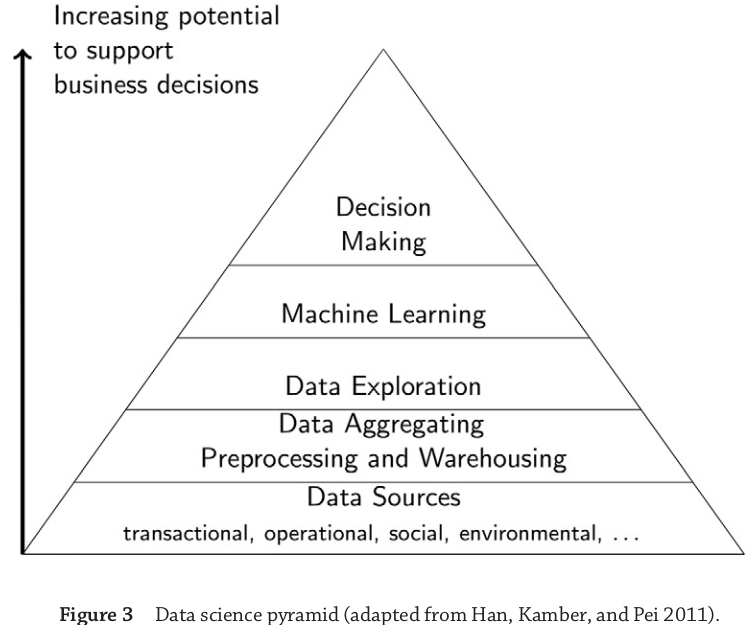 Increasing potential
to support
business decisions
Decision
Making
Machine Learning
Data Exploration
Data Aggregating
Preprocessing and Warehousing
Data Sources
transactional, operational, social, environmental, ...
Figure 3 Data science pyramid (adapted from Han, Kamber, and Pei 2011).